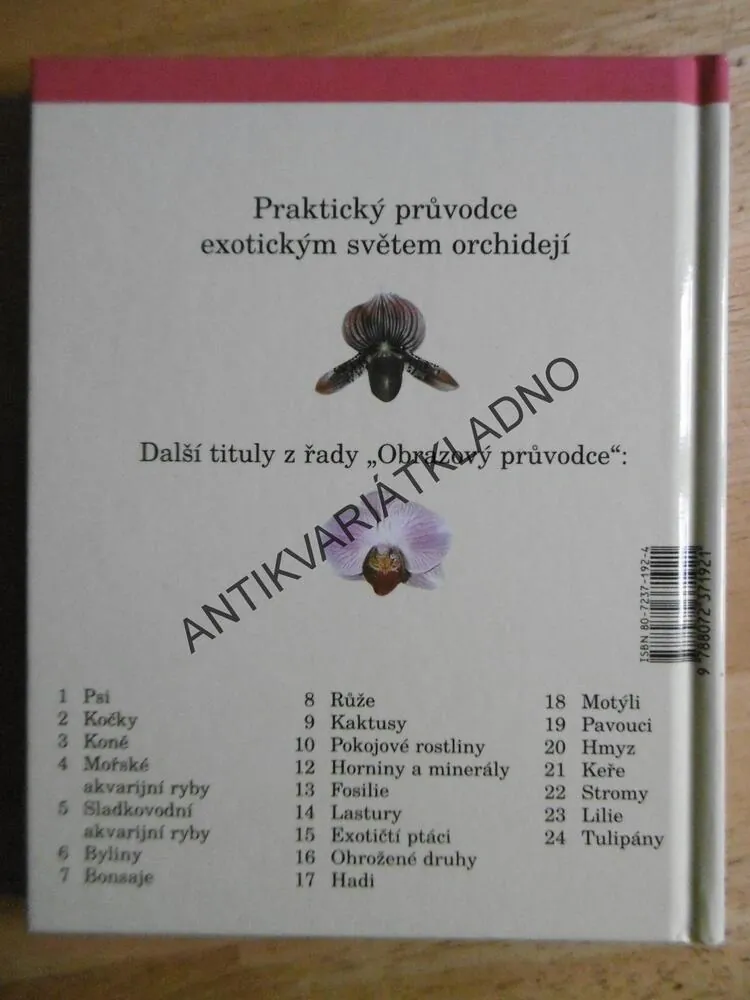 Praktický průvodce
exotickým světem orchidejí
Další tituly z řady „Obrazový průvodce“:
ANTIKVARIÁTKLADNO
ISBN 80-7237-192-4
9 788072 371921
1 Psi
2 Kočky
3 Koně
4 Mořské
akvarijní ryby
5 Sladkovodní
akvarijní ryby
6 Byliny
7 Bonsaje
8 Růže
9 Kaktusy
10 Pokojové rostliny
12 Horniny a minerály
13 Fosilie
14 Lastury
15 Exotičtí ptáci
16 Ohrožené druhy
17 Hadi
18 Motýli
19 Pavouci
20 Hmyz
21 Keře
22 Stromy
23 Lilie
24 Tulipány